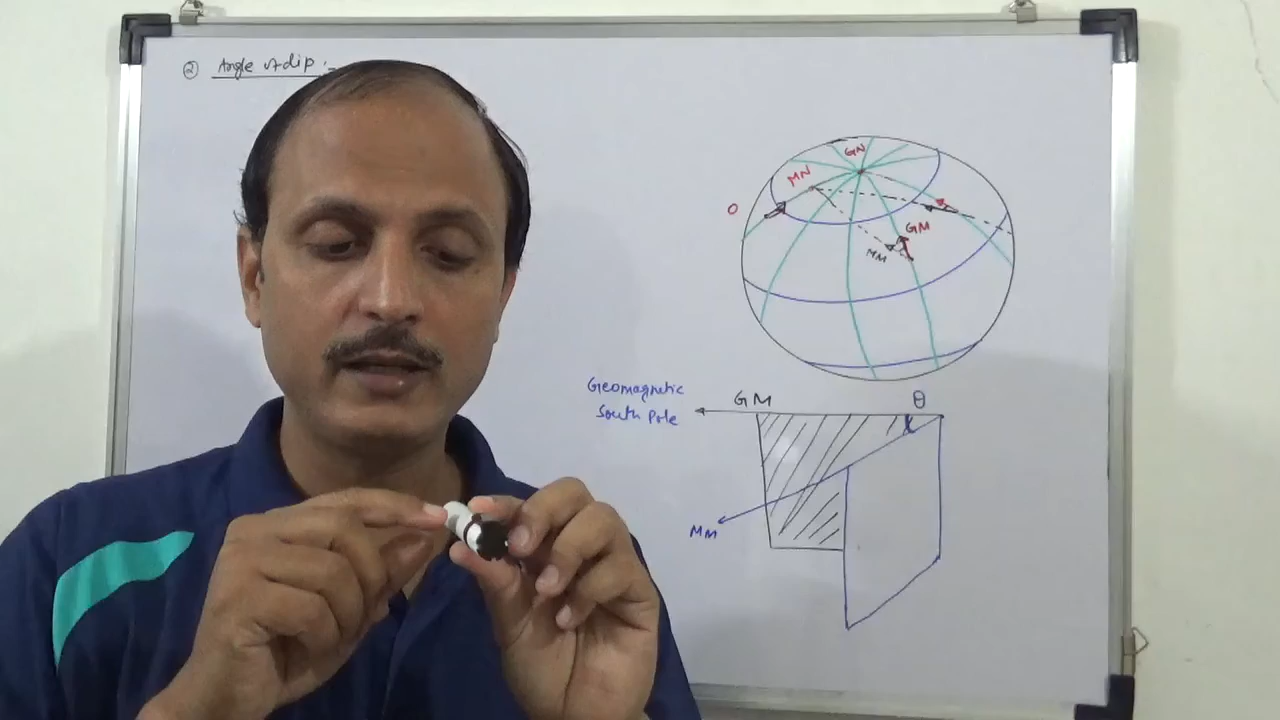 ② Angle of dip :-
GN
MN
O
GM
MM
Geomagnetic
South Pole
GM
θ
MM